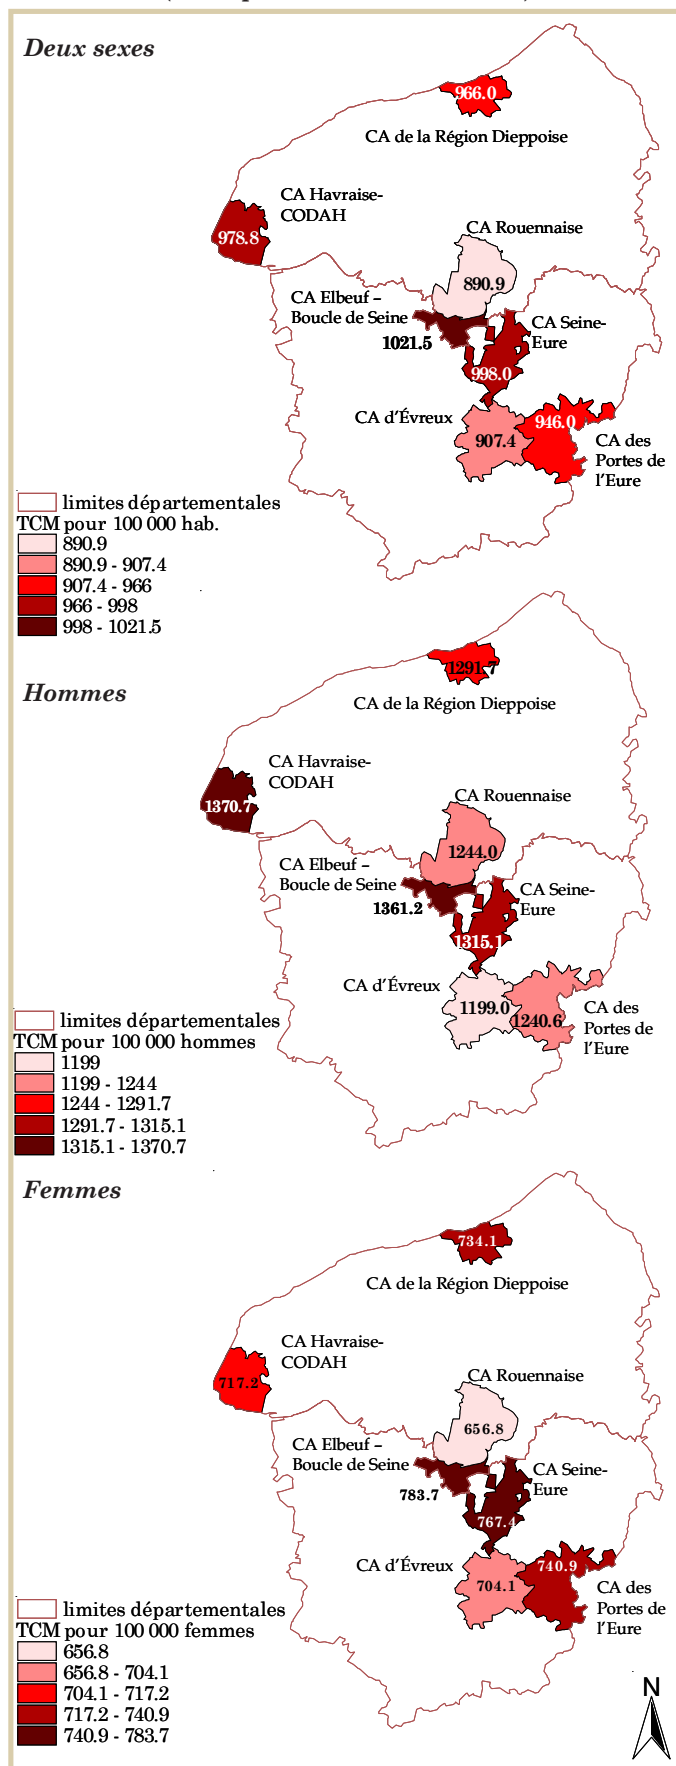 Deux sexes
966.0
CA de la Région Dieppoise
CA Havraise-
CODAH
978.8
CA Rouennaise
890.9
CA Elbeuf –
Boucle de Seine
1021.5
CA Seine-
Eure
998.0
CA d'Évreux
907.4
946.0
CA des
Portes de
l'Eure
limites départementales
TCM pour 100 000 hab.
890.9
890.9 - 907.4
907.4 - 966
966 - 998
998 - 1021.5
Hommes
1291.7
CA de la Région Dieppoise
CA Havraise-
CODAH
1370.7
CA Rouennaise
1244.0
CA Elbeuf –
Boucle de Seine
1361.2
CA Seine-
Eure
1315.1
CA d'Évreux
1199.0
1240.6
CA des
Portes de
l'Eure
limites départementales
TCM pour 100 000 hommes
1199
1199 - 1244
1244 - 1291.7
1291.7 - 1315.1
1315.1 - 1370.7
Femmes
734.1
CA de la Région Dieppoise
CA Havraise-
CODAH
717.2
CA Rouennaise
656.8
CA Elbeuf –
Boucle de Seine
783.7
CA Seine-
Eure
767.4
CA d'Évreux
704.1
740.9
CA des
Portes de
l'Eure
limites départementales
TCM pour 100 000 femmes
656.8
656.8 - 704.1
704.1 - 717.2
717.2 - 740.9
740.9 - 783.7
N